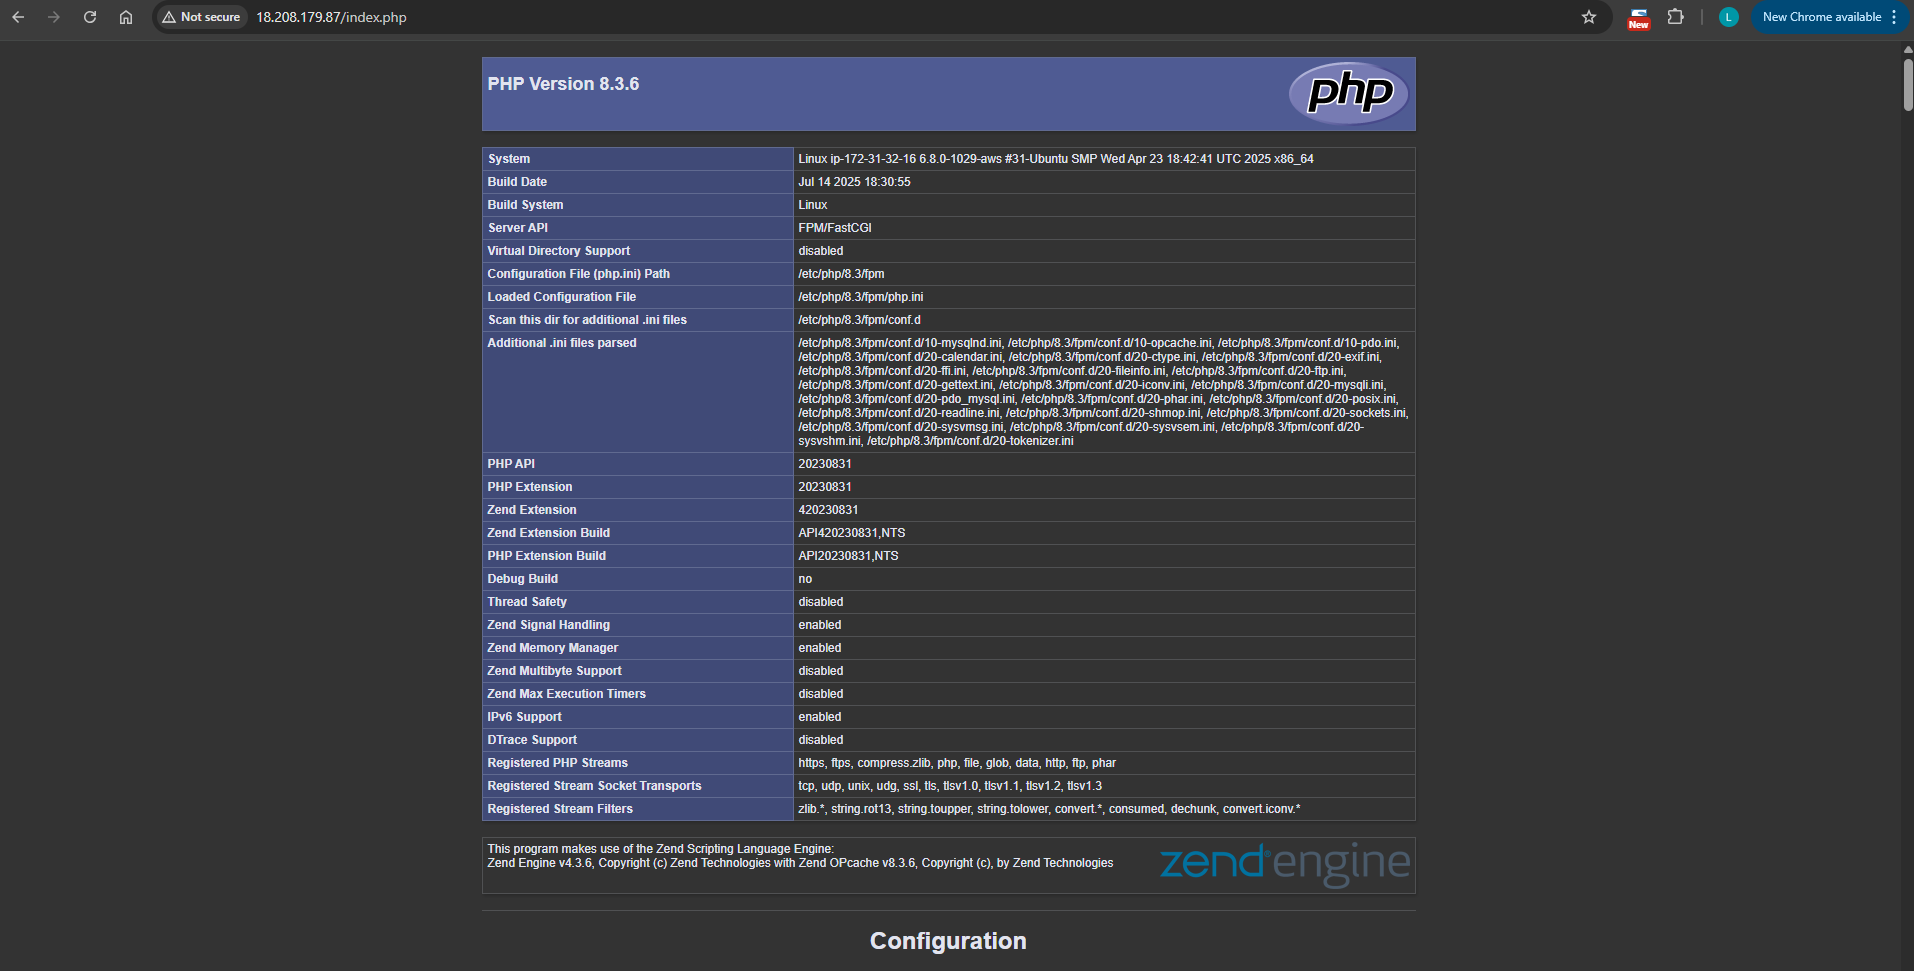 Not secure 18.208.179.87/index.php
New
L
New Chrome available
PHP Version 8.3.6
php
System Linux ip-172-31-32-16 6.8.0-1029-aws #31-Ubuntu SMP Wed Apr 23 18:42:41 UTC 2025 x86_64
Build Date Jul 14 2025 18:30:55
Build System Linux
Server API FPM/FastCGI
Virtual Directory Support disabled
Configuration File (php.ini) Path /etc/php/8.3/fpm
Loaded Configuration File /etc/php/8.3/fpm/php.ini
Scan this dir for additional .ini files /etc/php/8.3/fpm/conf.d
Additional .ini files parsed /etc/php/8.3/fpm/conf.d/10-mysqlnd.ini, /etc/php/8.3/fpm/conf.d/10-opcache.ini, /etc/php/8.3/fpm/conf.d/10-pdo.ini,
/etc/php/8.3/fpm/conf.d/20-calendar.ini, /etc/php/8.3/fpm/conf.d/20-ctype.ini, /etc/php/8.3/fpm/conf.d/20-exif.ini,
/etc/php/8.3/fpm/conf.d/20-ffi.ini, /etc/php/8.3/fpm/conf.d/20-fileinfo.ini, /etc/php/8.3/fpm/conf.d/20-ftp.ini,
/etc/php/8.3/fpm/conf.d/20-gettext.ini, /etc/php/8.3/fpm/conf.d/20-iconv.ini, /etc/php/8.3/fpm/conf.d/20-mysqli.ini,
/etc/php/8.3/fpm/conf.d/20-pdo_mysql.ini, /etc/php/8.3/fpm/conf.d/20-phar.ini, /etc/php/8.3/fpm/conf.d/20-posix.ini,
/etc/php/8.3/fpm/conf.d/20-readline.ini, /etc/php/8.3/fpm/conf.d/20-shmop.ini, /etc/php/8.3/fpm/conf.d/20-sockets.ini,
/etc/php/8.3/fpm/conf.d/20-sysvmsg.ini, /etc/php/8.3/fpm/conf.d/20-sysvsem.ini, /etc/php/8.3/fpm/conf.d/20-
sysvshm.ini, /etc/php/8.3/fpm/conf.d/20-tokenizer.ini
PHP API 20230831
PHP Extension 20230831
Zend Extension 420230831
Zend Extension Build API420230831,NTS
PHP Extension Build API20230831,NTS
Debug Build no
Thread Safety disabled
Zend Signal Handling enabled
Zend Memory Manager enabled
Zend Multibyte Support disabled
Zend Max Execution Timers disabled
IPv6 Support enabled
DTrace Support disabled
Registered PHP Streams https, ftps, compress.zlib, php, file, glob, data, http, ftp, phar
Registered Stream Socket Transports tcp, udp, unix, udg, ssl, tls, tlsv1.0, tlsv1.1, tlsv1.2, tlsv1.3
Registered Stream Filters zlib.*, string.rot13, string.toupper, string.tolower, convert.*, consumed, dechunk, convert.iconv.*
This program makes use of the Zend Scripting Language Engine:
Zend Engine v4.3.6, Copyright (c) Zend Technologies with Zend OPcache v8.3.6, Copyright (c), by Zend Technologies
zend engine
Configuration